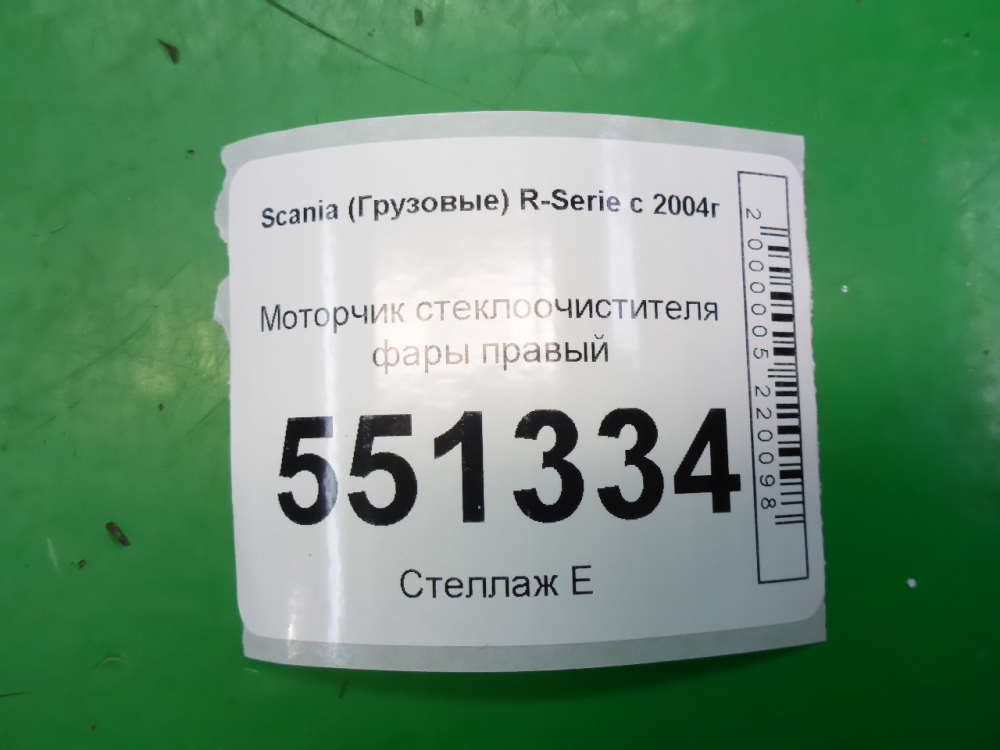 Scania (Грузовые) R-Serie с 2004г
Моторчик стеклоочистителя
фары правый
551334
Стеллаж Е
2000005220098